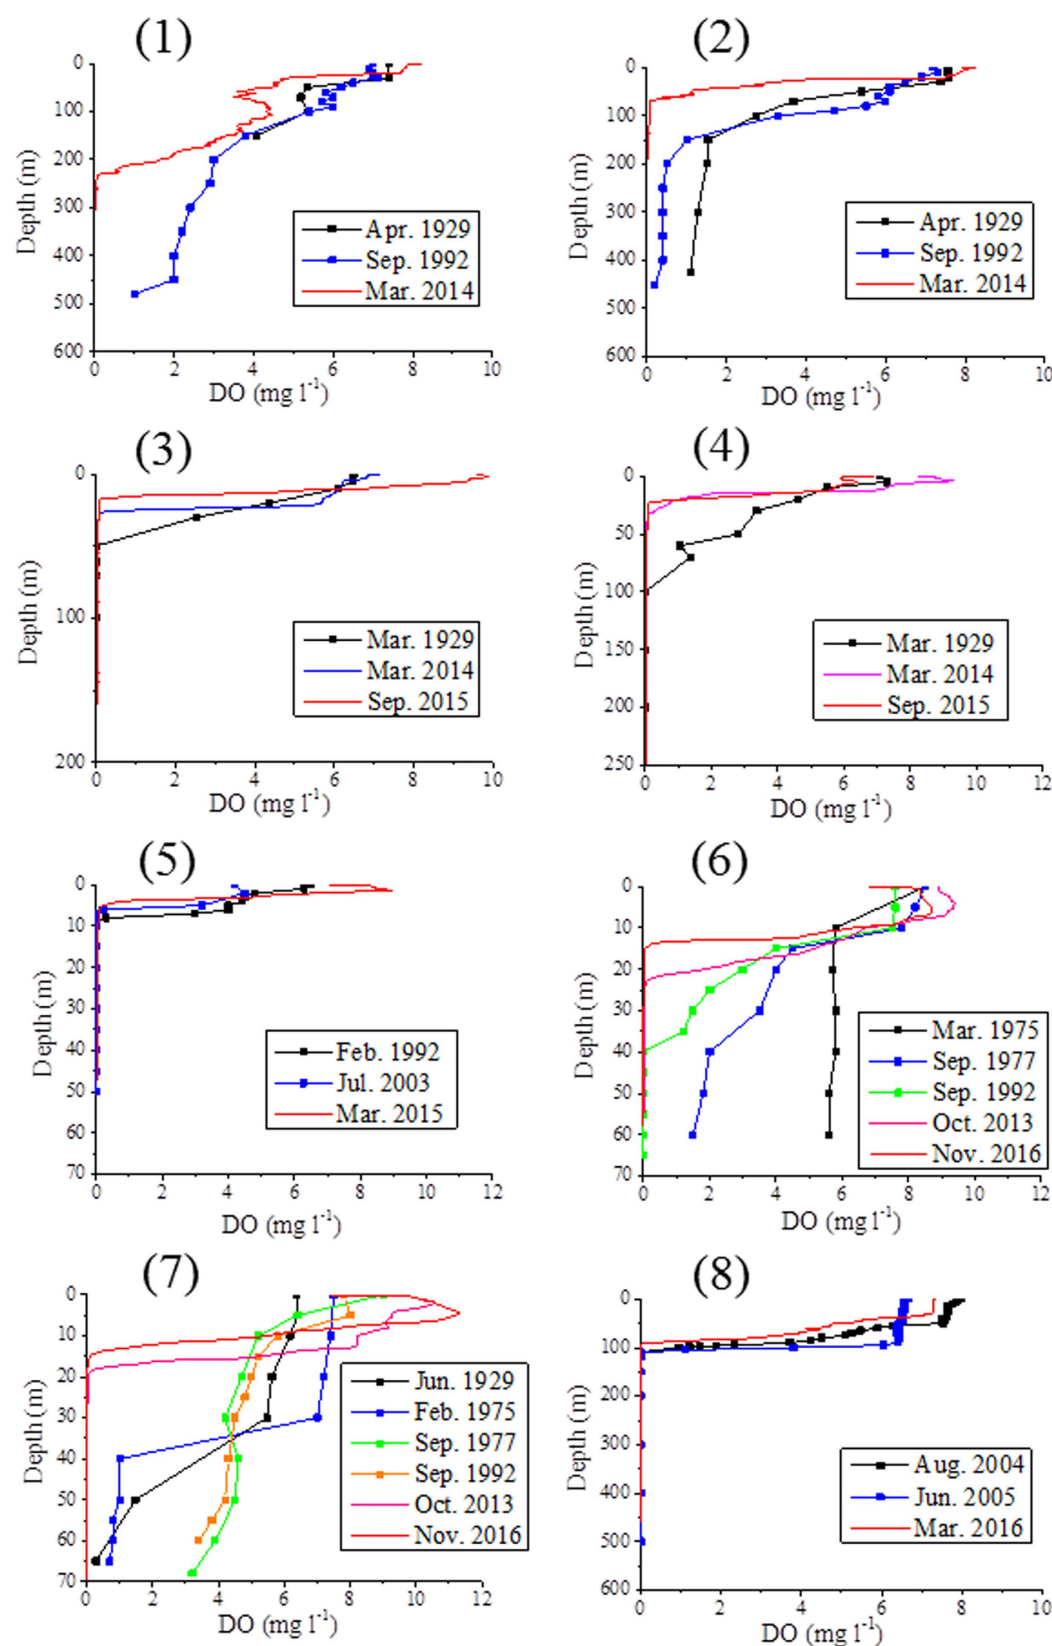 (1)
0
100
200
300
400
500
600
Depth (m)
Apr. 1929
Sep. 1992
Mar. 2014
0 2 4 6 8 10
DO (mg l⁻¹)
(2)
0
100
200
300
400
500
600
Depth (m)
Apr. 1929
Sep. 1992
Mar. 2014
0 2 4 6 8 10
DO (mg l⁻¹)
(3)
0
100
200
Depth (m)
Mar. 1929
Mar. 2014
Sep. 2015
0 2 4 6 8 10
DO (mg l⁻¹)
(4)
0
50
100
150
200
250
Depth (m)
Mar. 1929
Mar. 2014
Sep. 2015
0 2 4 6 8 10 12
DO (mg l⁻¹)
(5)
0
10
20
30
40
50
60
70
Depth (m)
Feb. 1992
Jul. 2003
Mar. 2015
0 2 4 6 8 10 12
DO (mg l⁻¹)
(6)
0
10
20
30
40
50
60
70
Depth (m)
Mar. 1975
Sep. 1977
Sep. 1992
Oct. 2013
Nov. 2016
0 2 4 6 8 10 12
DO (mg l⁻¹)
(7)
0
10
20
30
40
50
60
70
Depth (m)
Jun. 1929
Feb. 1975
Sep. 1977
Sep. 1992
Oct. 2013
Nov. 2016
0 2 4 6 8 10 12
DO (mg l⁻¹)
(8)
0
100
200
300
400
500
600
Depth (m)
Aug. 2004
Jun. 2005
Mar. 2016
0 2 4 6 8 10
DO (mg l⁻¹)